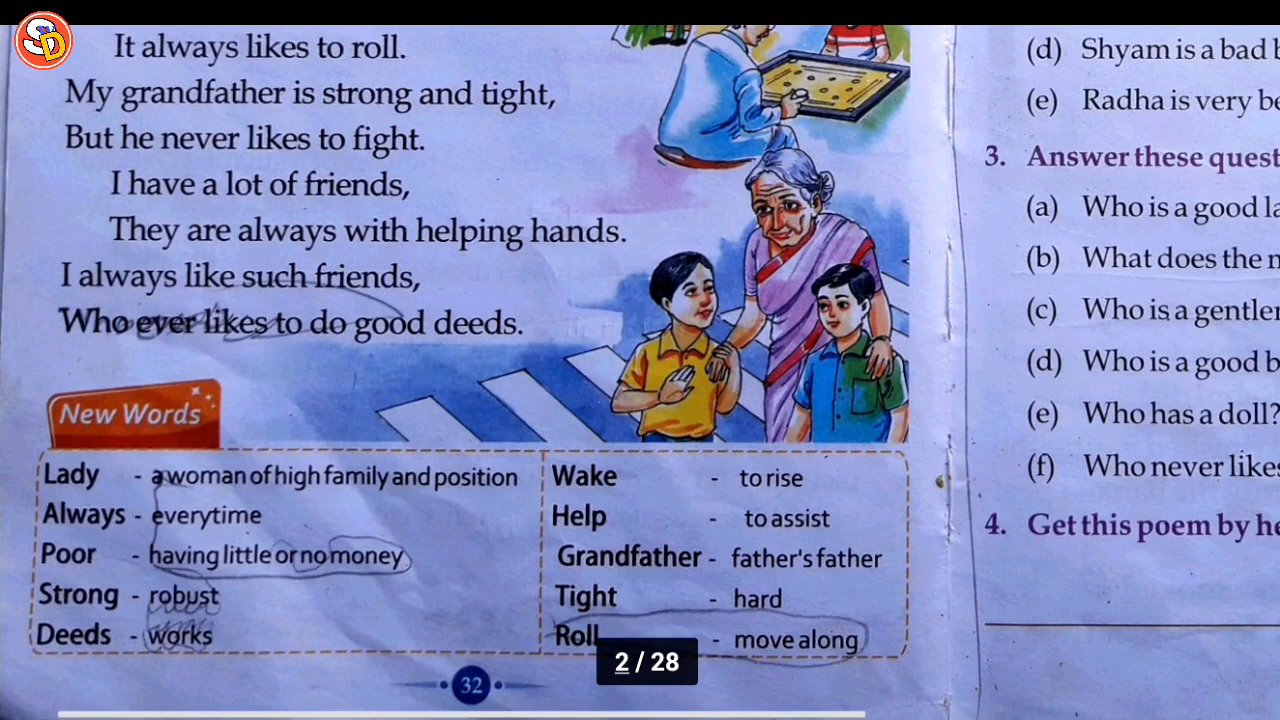 SD
It always likes to roll.
My grandfather is strong and tight,
But he never likes to fight.
I have a lot of friends,
They are always with helping hands.
I always like such friends,
Who ever likes to do good deeds.
New Words
Lady - a woman of high family and position
Always - everytime
Poor - having little or no money
Strong - robust
Deeds - works
Wake - to rise
Help - to assist
Grandfather - father's father
Tight - hard
Roll - move along
2 / 28
32
(d) Shyam is a bad
(e) Radha is very
3. Answer these
(a) Who is a good
(b) What does the
(c) Who is a
(d) Who is a good
(e) Who has a doll?
(f) Who never
4. Get this poem by